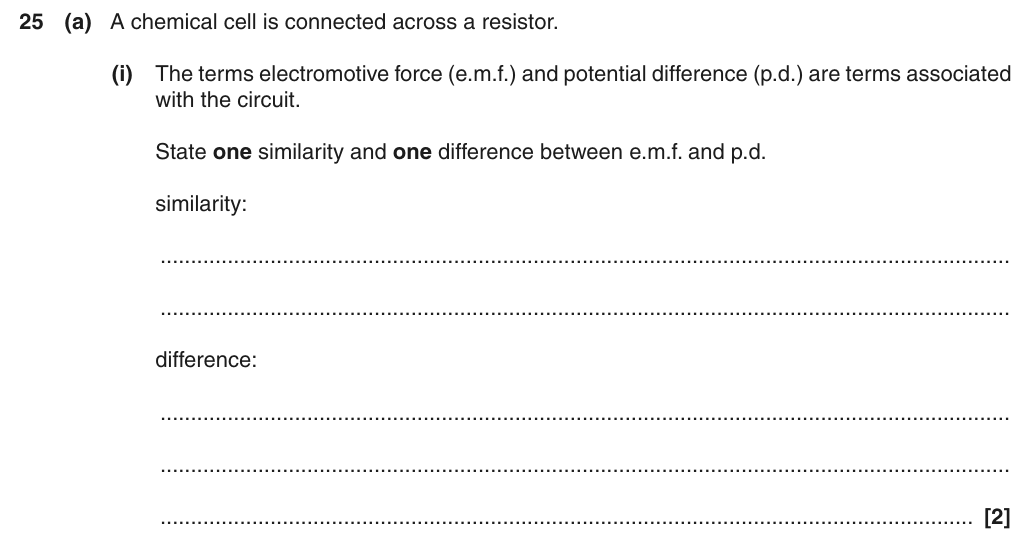 25 (a) A chemical cell is connected across a resistor.
(i) The terms electromotive force (e.m.f.) and potential difference (p.d.) are terms associated
with the circuit.
State one similarity and one difference between e.m.f. and p.d.
similarity:
................................................................................................................................................
................................................................................................................................................
difference:
................................................................................................................................................
................................................................................................................................................
.......................................................................................................................................... [2]